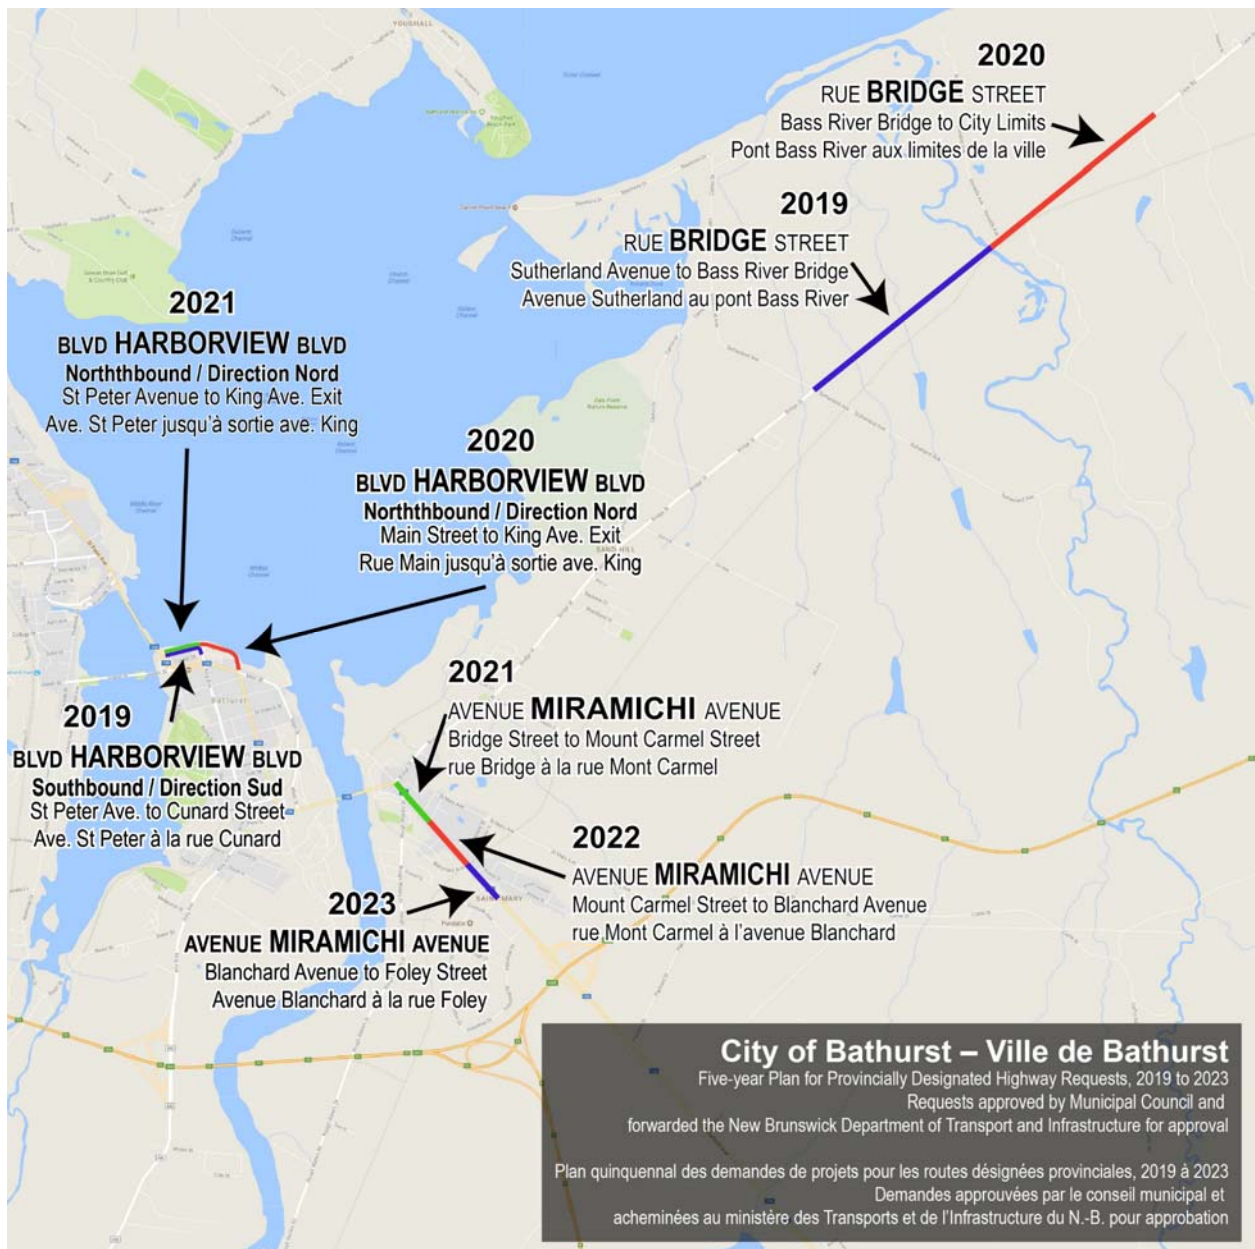 YOUGHALL
2020
RUE BRIDGE STREET
Bass River Bridge to City Limits
Pont Bass River aux limites de la ville
2019
RUE BRIDGE STREET
Sutherland Avenue to Bass River Bridge
Avenue Sutherland au pont Bass River
2021
BLVD HARBORVIEW BLVD
Norththbound / Direction Nord
St Peter Avenue to King Ave. Exit
Ave. St Peter jusqu'à sortie ave. King
2020
BLVD HARBORVIEW BLVD
Norththbound / Direction Nord
Main Street to King Ave. Exit
Rue Main jusqu'à sortie ave. King
SAND HILL
Bathurst
2019
BLVD HARBORVIEW BLVD
Southbound / Direction Sud
St Peter Ave. to Cunard Street
Ave. St Peter à la rue Cunard
2021
AVENUE MIRAMICHI AVENUE
Bridge Street to Mount Carmel Street
rue Bridge à la rue Mont Carmel
2022
AVENUE MIRAMICHI AVENUE
Mount Carmel Street to Blanchard Avenue
rue Mont Carmel à l'avenue Blanchard
2023
AVENUE MIRAMICHI AVENUE
Blanchard Avenue to Foley Street
Avenue Blanchard à la rue Foley
City of Bathurst – Ville de Bathurst
Five-year Plan for Provincially Designated Highway Requests, 2019 to 2023
Requests approved by Municipal Council and
forwarded the New Brunswick Department of Transport and Infrastructure for approval
Plan quinquennal des demandes de projets pour les routes désignées provinciales, 2019 à 2023
Demandes approuvées par le conseil municipal et
acheminées au ministère des Transports et de l'Infrastructure du N.-B. pour approbation